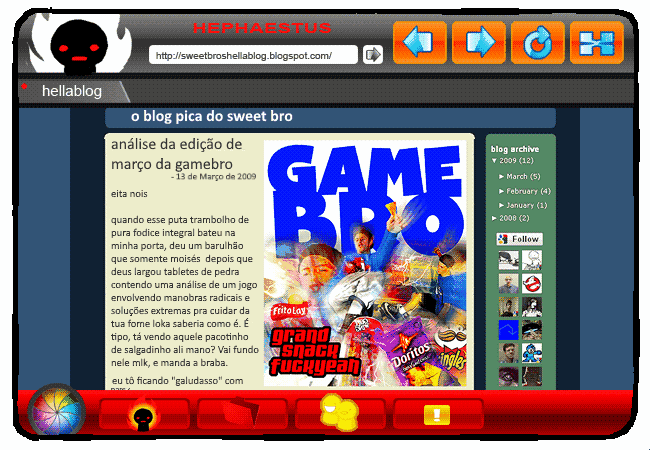 HEPHAESTUS
http://sweetbroshellablog.blogspot.com/
hellablog
o blog pica do sweet bro
análise da edição de
março da gamebro
- 13 de Março de 2009
eita nois
quando esse puta trambolho de
pura fodice integral bateu na
minha porta, deu um barulhão
que somente moisés depois que
deus largou tabletes de pedra
contendo uma análise de um jogo
envolvendo manobras radicais e
soluções extremas pra cuidar da
tua fome loka saberia como é. É
tipo, tá vendo aquele pacotinho
de salgadinho ali mano? Vai fundo
nele mlk, e manda a braba.
eu tô ficando "galudasso" com
GAME
BRO
Frito Lay
grand
snack
fuckyeah
Doritos
ingles
blog archive
▼ 2009 (12)
► March (5)
► February (4)
► January (1)
► 2008 (2)
Follow